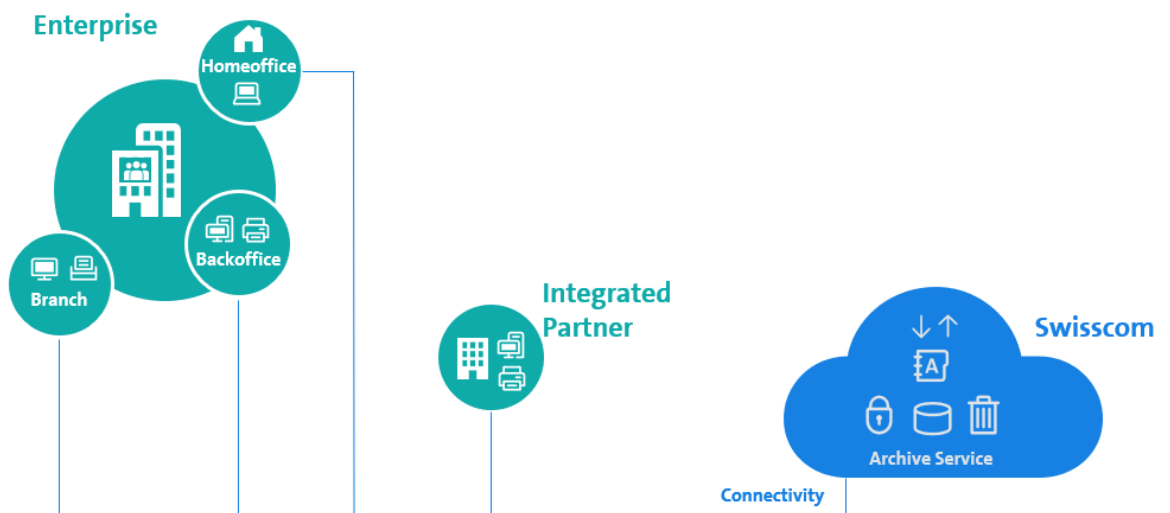 Enterprise
Homeoffice
Backoffice
Branch
Integrated
Partner
Swisscom
A
Archive Service
Connectivity